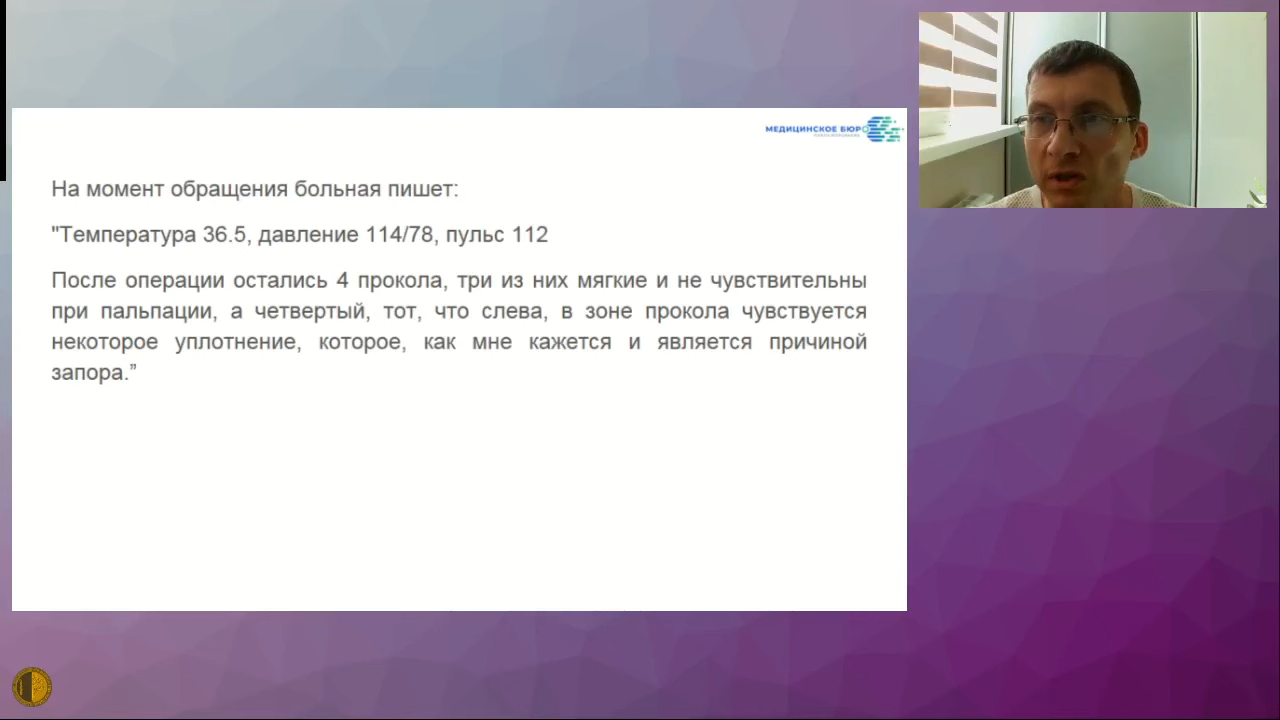 МЕДИЦИНСКОЕ БЮРО
На момент обращения больная пишет:
"Температура 36.5, давление 114/78, пульс 112
После операции остались 4 прокола, три из них мягкие и не чувствительны
при пальпации, а четвертый, тот, что слева, в зоне прокола чувствуется
некоторое уплотнение, которое, как мне кажется и является причиной
запора.”